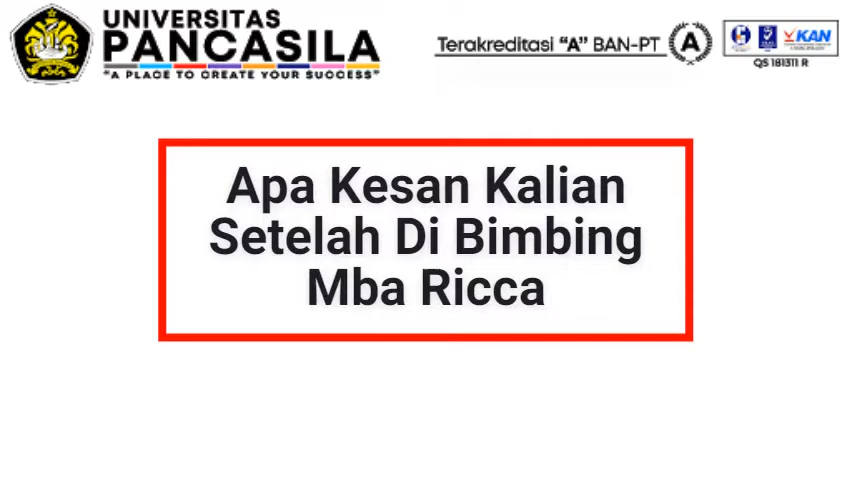 UNIVERSITAS
PANCASILA
"A PLACE TO CREATE YOUR SUCCESS"
Terakreditasi "A" BAN-PT
A
KAN
QS 181311 R
Apa Kesan Kalian
Setelah Di Bimbing
Mba Ricca